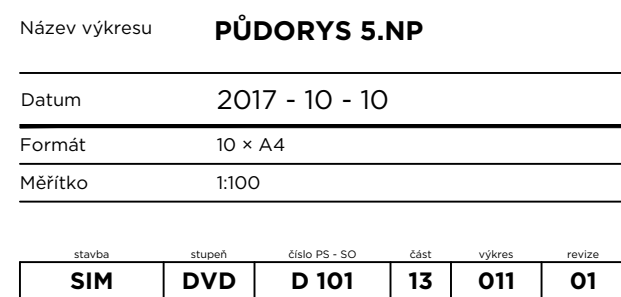 Název výkresu PŮDORYS 5.NP
Datum 2017 - 10 - 10
Formát 10 × A4
Měřítko 1:100
stavba stupeň číslo PS - SO část výkres revize
SIM DVD D 101 13 011 01